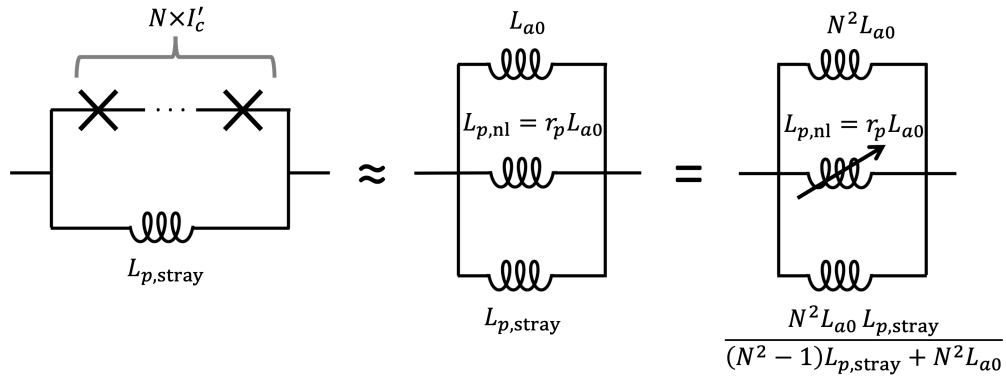 N×I′c
Lp,stray
≈
La0
Lp,nl = rpLa0
Lp,stray
=
N²La0
Lp,nl = rpLa0
N²La0 Lp,stray
(N² − 1)Lp,stray + N²La0